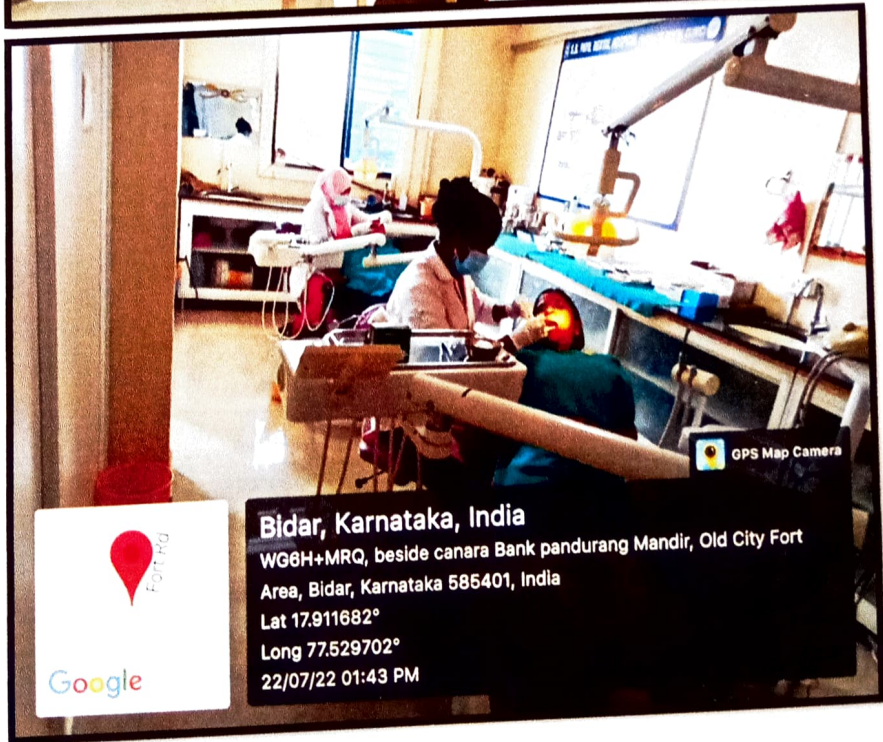 DENTAL
GPS Map Camera
Fort Rd
Google
Bidar, Karnataka, India
WG6H+MRQ, beside canara Bank pandurang Mandir, Old City Fort
Area, Bidar, Karnataka 585401, India
Lat 17.911682°
Long 77.529702°
22/07/22 01:43 PM